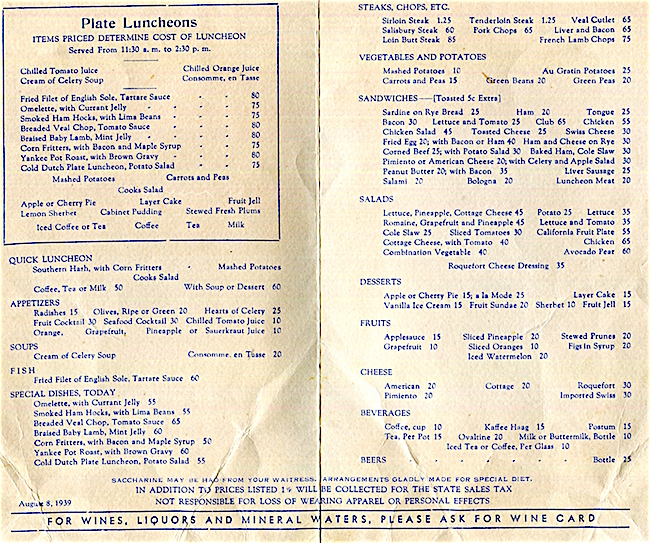 Plate Luncheons
ITEMS PRICED DETERMINE COST OF LUNCHEON
Served From 11:30 a. m. to 2:30 p. m.
Chilled Tomato Juice Chilled Orange Juice
Cream of Celery Soup Consomme, en Tasse
Fried Filet of English Sole, Tartare Sauce - - 80
Omelette, with Currant Jelly - - - 75
Smoked Ham Hocks, with Lima Beans - - - 75
Breaded Veal Chop, Tomato Sauce - - - 80
Braised Baby Lamb, Mint Jelly - - - 80
Corn Fritters, with Bacon and Maple Syrup - - 75
Yankee Pot Roast, with Brown Gravy - - - 80
Cold Dutch Plate Luncheon, Potato Salad - - - 75
Mashed Potatoes Carrots and Peas
Cooks Salad
Apple or Cherry Pie Layer Cake Fruit Jell
Lemon Sherbet Cabinet Pudding Stewed Fresh Plums
Iced Coffee or Tea Coffee Tea Milk
QUICK LUNCHEON
Southern Hash, with Corn Fritters - Mashed Potatoes
Cooks Salad
Coffee, Tea or Milk 50 With Soup or Dessert 60
APPETIZERS
Radishes 15 Olives, Ripe or Green 20 Hearts of Celery 25
Fruit Cocktail 30 Seafood Cocktail 30 Chilled Tomato Juice 10
Orange, Grapefruit, Pineapple or Sauerkraut Juice 10
SOUPS
Cream of Celery Soup Consomme, en Tasse 20
FISH
Fried Filet of English Sole, Tartare Sauce 60
SPECIAL DISHES, TODAY
Omelette, with Currant Jelly 55
Smoked Ham Hocks, with Lima Beans 55
Breaded Veal Chop, Tomato Sauce 65
Braised Baby Lamb, Mint Jelly 60
Corn Fritters, with Bacon and Maple Syrup 50
Yankee Pot Roast, with Brown Gravy 60
Cold Dutch Plate Luncheon, Potato Salad 55
STEAKS, CHOPS, ETC.
Sirloin Steak 1.25 Tenderloin Steak 1.25 Veal Cutlet 65
Salisbury Steak 60 Pork Chops 65 Liver and Bacon 65
Loin Butt Steak 85 French Lamb Chops 75
VEGETABLES AND POTATOES
Mashed Potatoes 10 Au Gratin Potatoes 25
Carrots and Peas 15 Green Beans 20 Green Peas 20
SANDWICHES—[Toasted 5c Extra]
Sardine on Rye Bread 25 Ham 20 Tongue 25
Bacon 30 Lettuce and Tomato 25 Club 65 Chicken 55
Chicken Salad 45 Toasted Cheese 25 Swiss Cheese 30
Fried Egg 20; with Bacon or Ham 40 Ham and Cheese on Rye 30
Corned Beef 25; with Potato Salad 30 Baked Ham, Cole Slaw 30
Pimiento or American Cheese 20; with Celery and Apple Salad 30
Peanut Butter 20; with Bacon 35 Liver Sausage 25
Salami 20 Bologna 20 Luncheon Meat 20
SALADS
Lettuce, Pineapple, Cottage Cheese 45 Potato 25 Lettuce 35
Romaine, Grapefruit and Pineapple 45 Lettuce and Tomato 35
Cole Slaw 25 Sliced Tomatoes 30 California Fruit Plate 55
Cottage Cheese, with Tomato 40 Chicken 65
Combination Vegetable 40 Avocado Pear 60
Roquefort Cheese Dressing 35
DESSERTS
Apple or Cherry Pie 15; a la Mode 25 Layer Cake 15
Vanilla Ice Cream 15 Fruit Sundae 20 Sherbet 10 Fruit Jell 15
FRUITS
Applesauce 15 Sliced Pineapple 20 Stewed Prunes 20
Grapefruit 10 Sliced Oranges 10 Figs In Syrup 20
Iced Watermelon 20
CHEESE
American 20 Cottage 20 Roquefort 30
Pimiento 20 Imported Swiss 30
BEVERAGES
Coffee, cup 10 Kaffee Haag 15 Postum 15
Tea, Per Pot 15 Ovaltine 20 Milk or Buttermilk, Bottle 10
Iced Tea or Coffee, Per Glass 10
BEERS - - - - - Bottle 25
SACCHARINE MAY BE HAD FROM YOUR WAITRESS. ARRANGEMENTS GLADLY MADE FOR SPECIAL DIET.
IN ADDITION TO PRICES LISTED 1% WILL BE COLLECTED FOR THE STATE SALES TAX
August 8, 1939 NOT RESPONSIBLE FOR LOSS OF WEARING APPAREL OR PERSONAL EFFECTS
FOR WINES, LIQUORS AND MINERAL WATERS, PLEASE ASK FOR WINE CARD